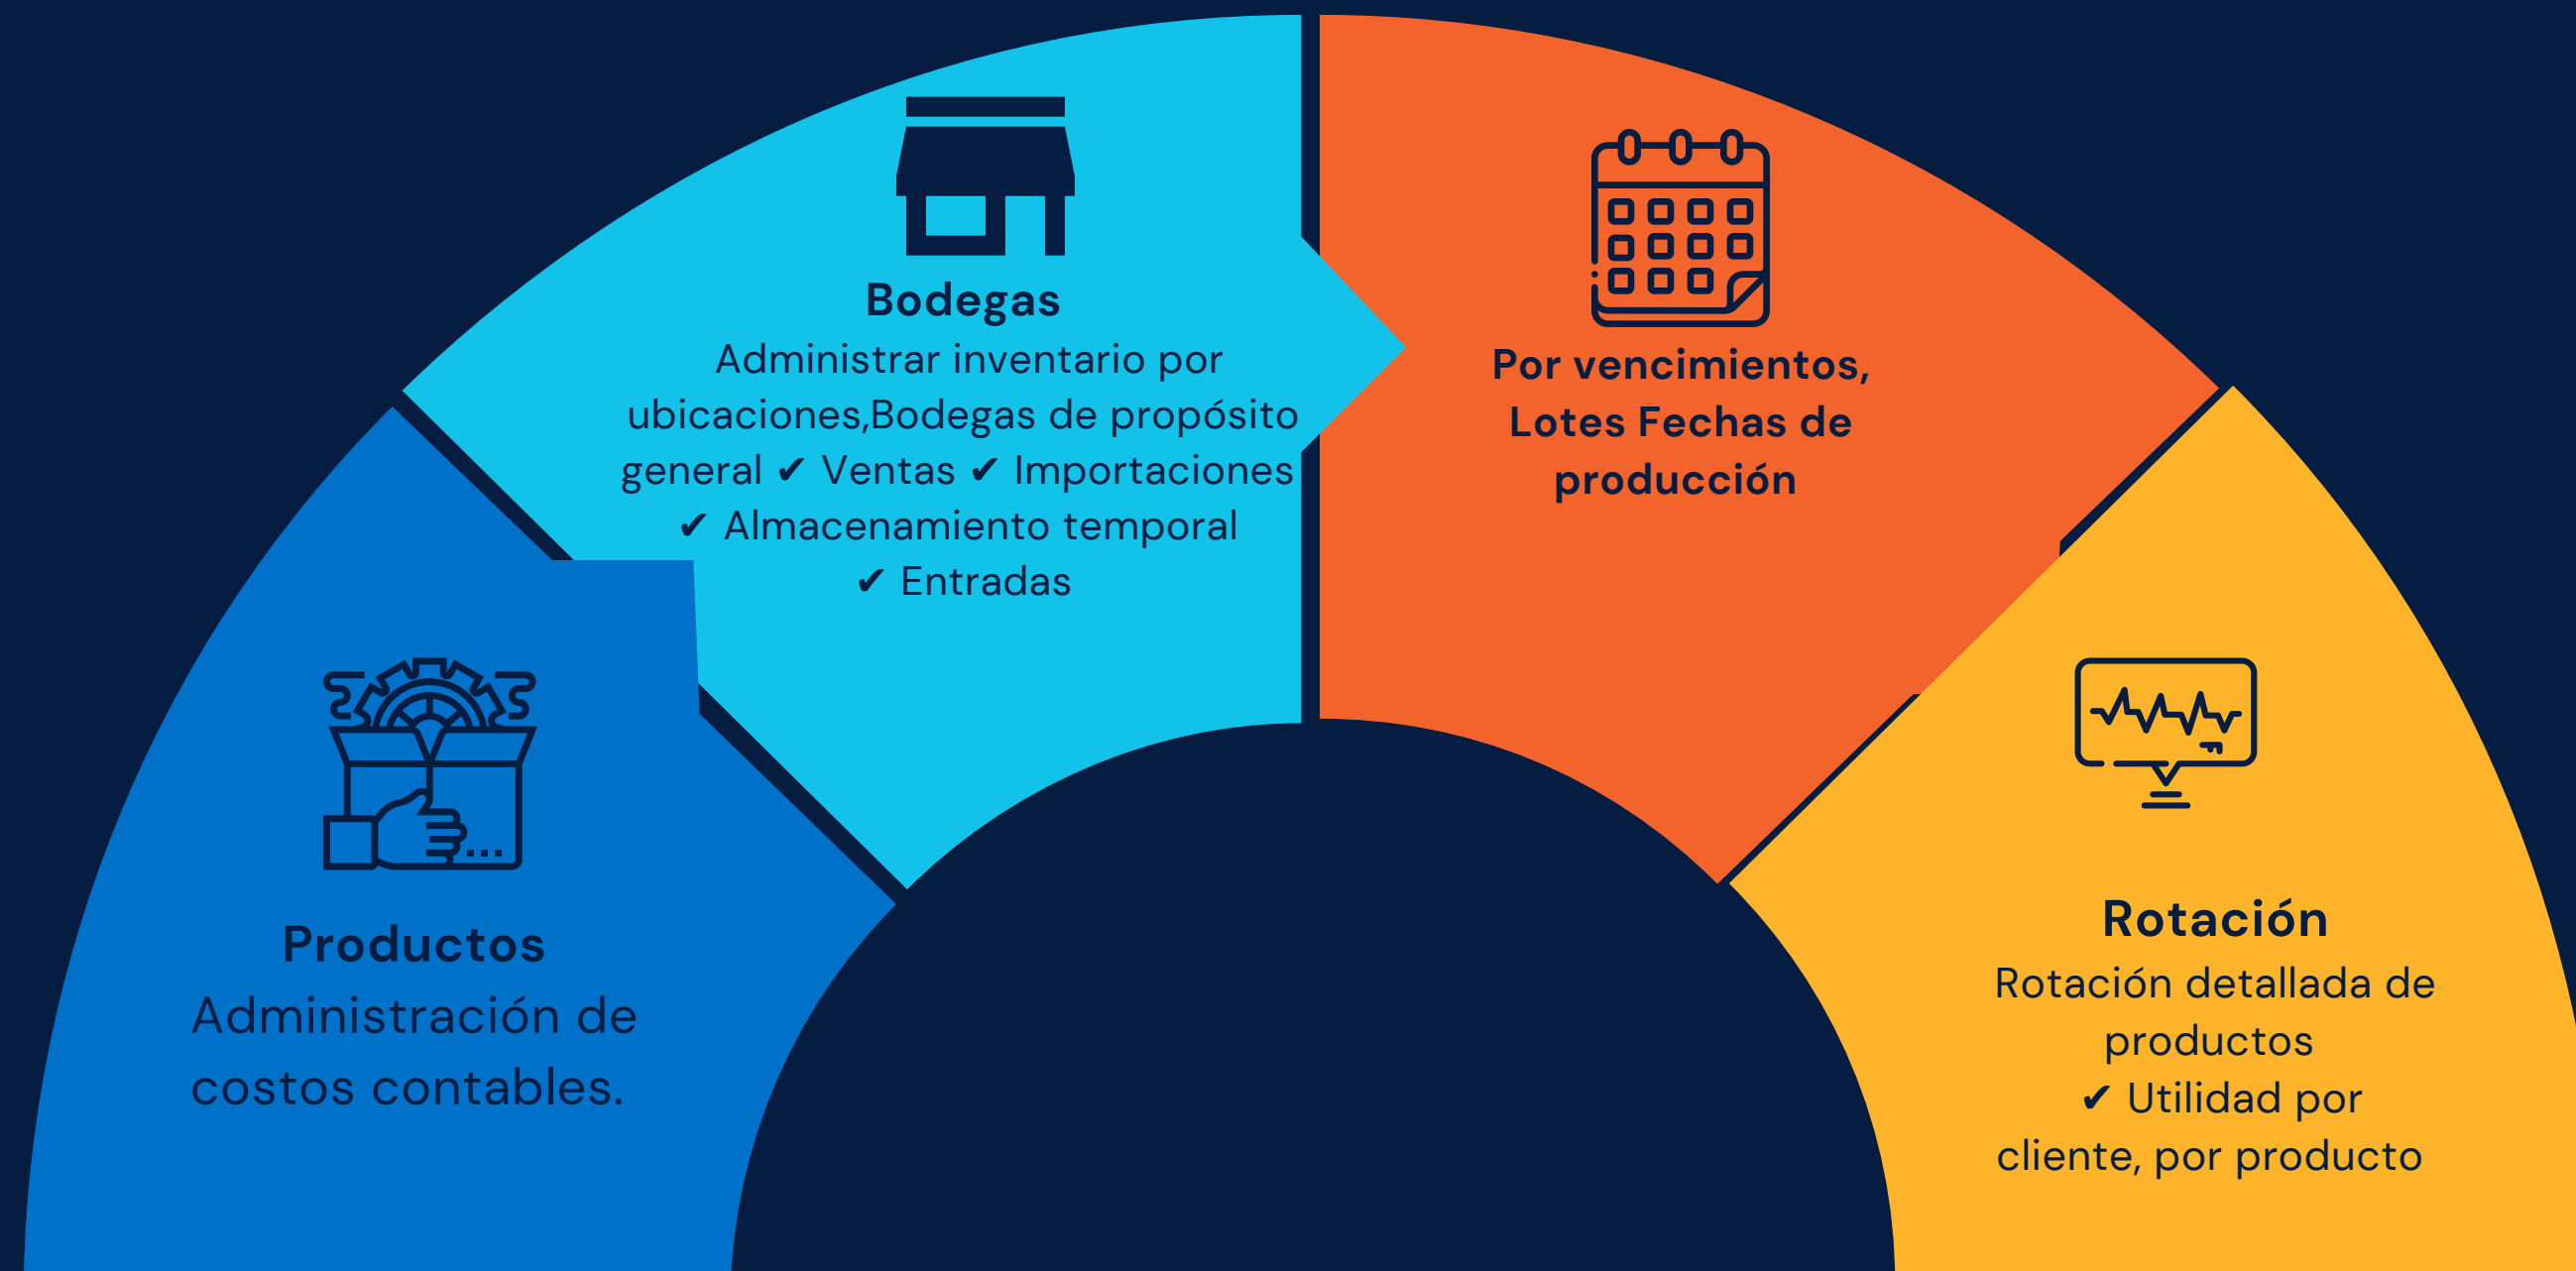 Productos
Administración de
costos contables.
Bodegas
Administrar inventario por
ubicaciones,Bodegas de propósito
general ✔ Ventas ✔ Importaciones
✔ Almacenamiento temporal
✔ Entradas
Por vencimientos,
Lotes Fechas de
producción
Rotación
Rotación detallada de
productos
✔ Utilidad por
cliente, por producto